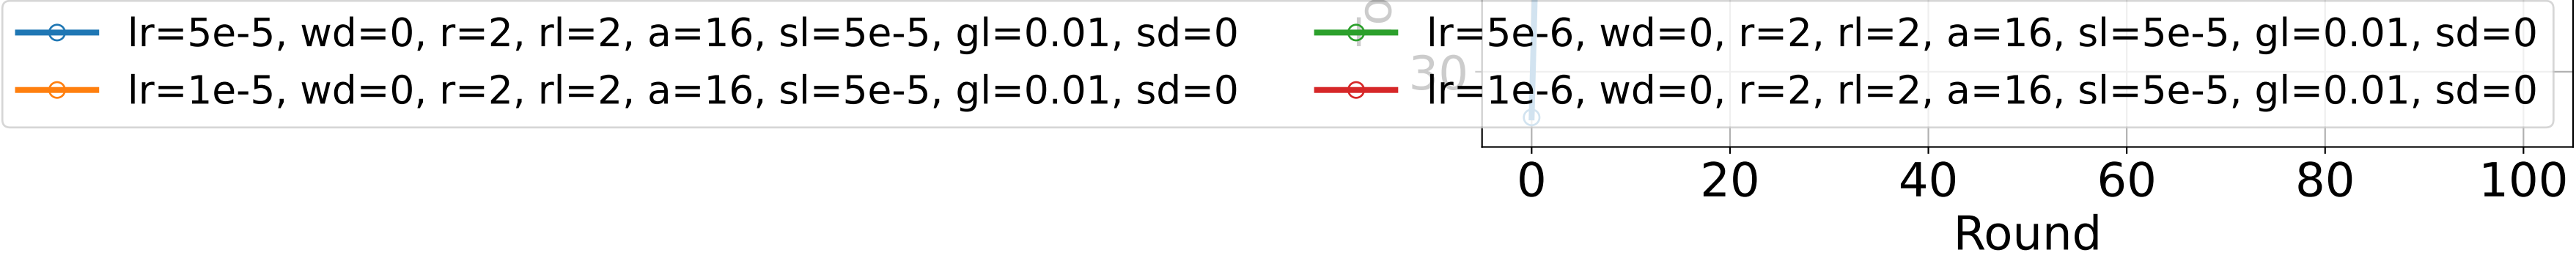 lr=5e-5, wd=0, r=2, rl=2, a=16, sl=5e-5, gl=0.01, sd=0
lr=1e-5, wd=0, r=2, rl=2, a=16, sl=5e-5, gl=0.01, sd=0
lr=5e-6, wd=0, r=2, rl=2, a=16, sl=5e-5, gl=0.01, sd=0
lr=1e-6, wd=0, r=2, rl=2, a=16, sl=5e-5, gl=0.01, sd=0
30
0 20 40 60 80 100
Round